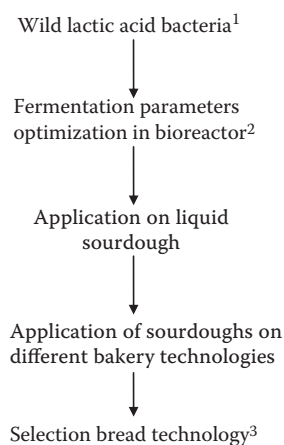 Wild lactic acid bacteria¹
Fermentation parameters
optimization in bioreactor²
Application on liquid
sourdough
Application of sourdoughs on
different bakery technologies
Selection bread technology³